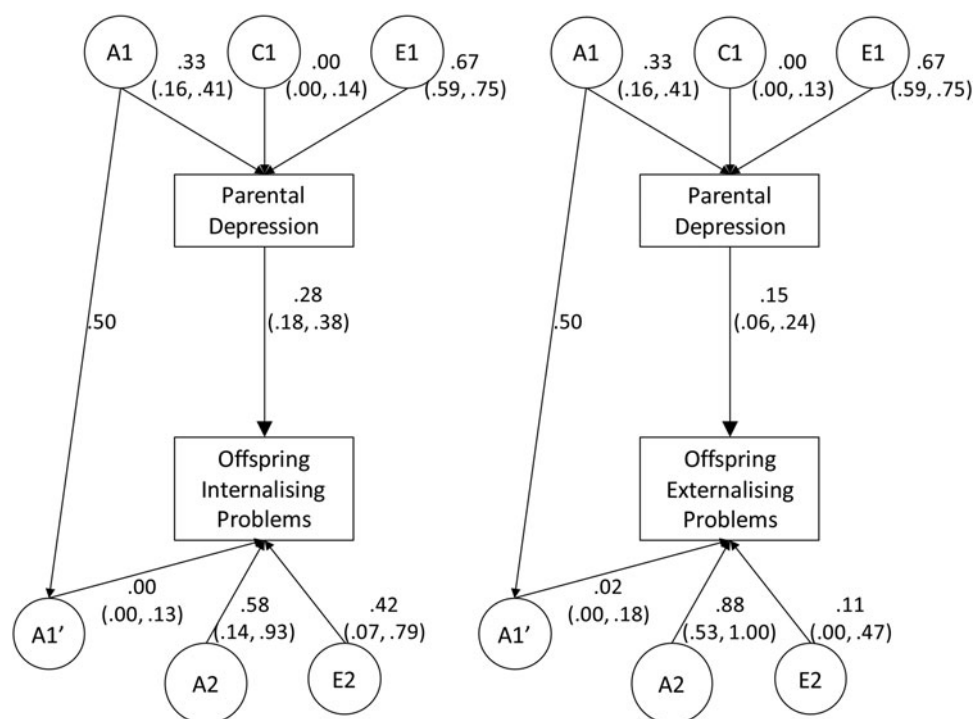 A1
.33
(.16, .41)
C1
.00
(.00, .14)
E1
.67
(.59, .75)
Parental
Depression
.28
(.18, .38)
.50
Offspring
Internalising
Problems
.00
(.00, .13)
.58
(.14, .93)
.42
(.07, .79)
A1’
A2
E2
A1
.33
(.16, .41)
C1
.00
(.00, .13)
E1
.67
(.59, .75)
Parental
Depression
.15
(.06, .24)
.50
Offspring
Externalising
Problems
.02
(.00, .18)
.88
(.53, 1.00)
.11
(.00, .47)
A1’
A2
E2